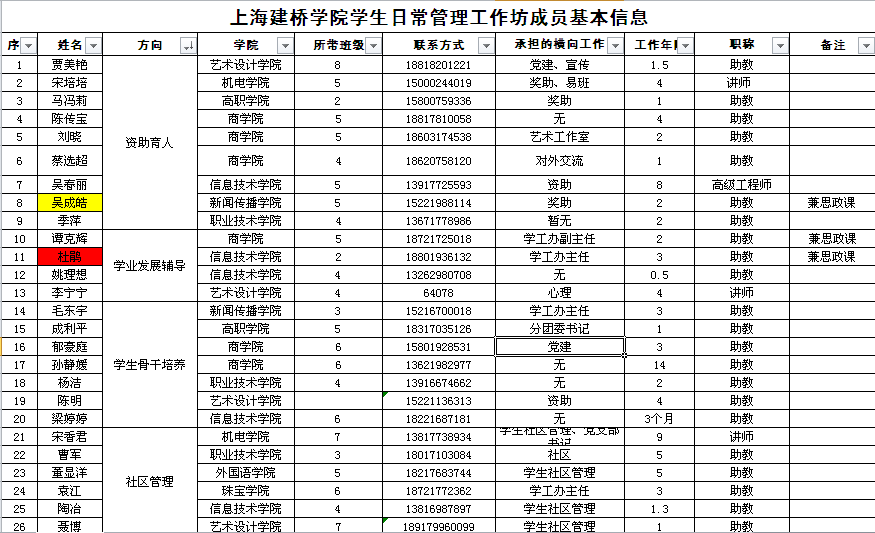 上海建桥学院学生日常管理工作坊成员基本信息
序 姓名 方向 学院 所带班级 联系方式 承担的横向工作 工作年 职称 备注
1 贾美艳 艺术设计学院 8 18818201221 党建、宣传 1.5 助教
2 宋培培 机电学院 5 15000244019 奖助、易班 4 讲师
3 马冯莉 高职学院 2 15800759336 奖助 1 助教
4 陈传宝 商学院 5 18817810058 无 4 助教
5 刘晓 资助育人 商学院 5 18603174538 艺术工作室 2 助教
6 蔡选超 商学院 4 18620758120 对外交流 1 助教
7 吴春丽 信息技术学院 5 13917725593 资助 8 高级工程师
8 吴成皓 新闻传播学院 5 15221988114 奖助 2 助教 兼思政课
9 季萍 职业技术学院 4 13671778986 暂无 2 助教
10 谭克辉 商学院 5 18721725018 学工办副主任 2 助教 兼思政课
11 杜鹃 学业发展辅导 信息技术学院 2 18801936132 学工办主任 3 助教 兼思政课
12 姚理想 信息技术学院 4 13262980708 无 0.5 助教
13 李宁宁 艺术设计学院 4 64078 心理 4 讲师
14 毛东宇 新闻传播学院 3 15216700018 学工办主任 3 助教
15 成利平 高职学院 5 18317035126 分团委书记 1 助教
16 郁豪庭 商学院 6 15801928531 党建 3 助教
17 孙静媛 学生骨干培养 商学院 6 13621982977 无 14 助教
18 杨洁 职业技术学院 4 13916674662 无 2 助教
19 陈明 艺术设计学院 15221136313 资助 4 助教
20 梁婷婷 信息技术学院 6 18221687181 无 3个月 助教
21 宋香君 机电学院 7 13817738934 学生社区管理、党支部书记 9 讲师
22 曹军 职业技术学院 3 18017103084 社区 5 助教
23 董显洋 社区管理 外国语学院 5 18217683744 学生社区管理 5 助教
24 袁江 珠宝学院 6 18721772362 学工办主任 3 助教
25 陶冶 信息技术学院 4 13816987897 学生社区管理 1.3 助教
26 聂博 艺术设计学院 7 189179960099 学生社区管理 1 助教